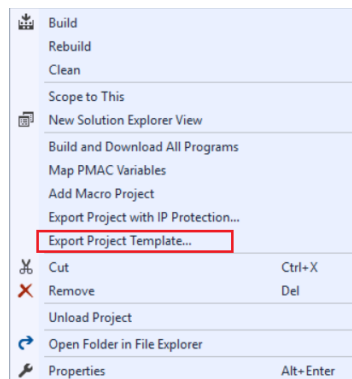 Build
Rebuild
Clean
Scope to This
New Solution Explorer View
Build and Download All Programs
Map PMAC Variables
Add Macro Project
Export Project with IP Protection...
Export Project Template...
Cut Ctrl+X
Remove Del
Unload Project
Open Folder in File Explorer
Properties Alt+Enter